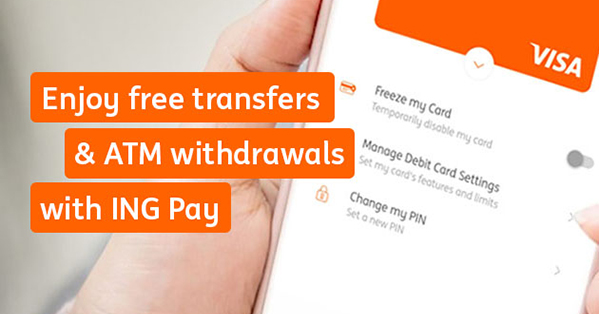 Enjoy free transfers
& ATM withdrawals
with ING Pay
VISA
Freeze my Card
Temporarily disable my card
Manage Debit Card Settings
Set my card's features and limits
Change my PIN
Set a new PIN